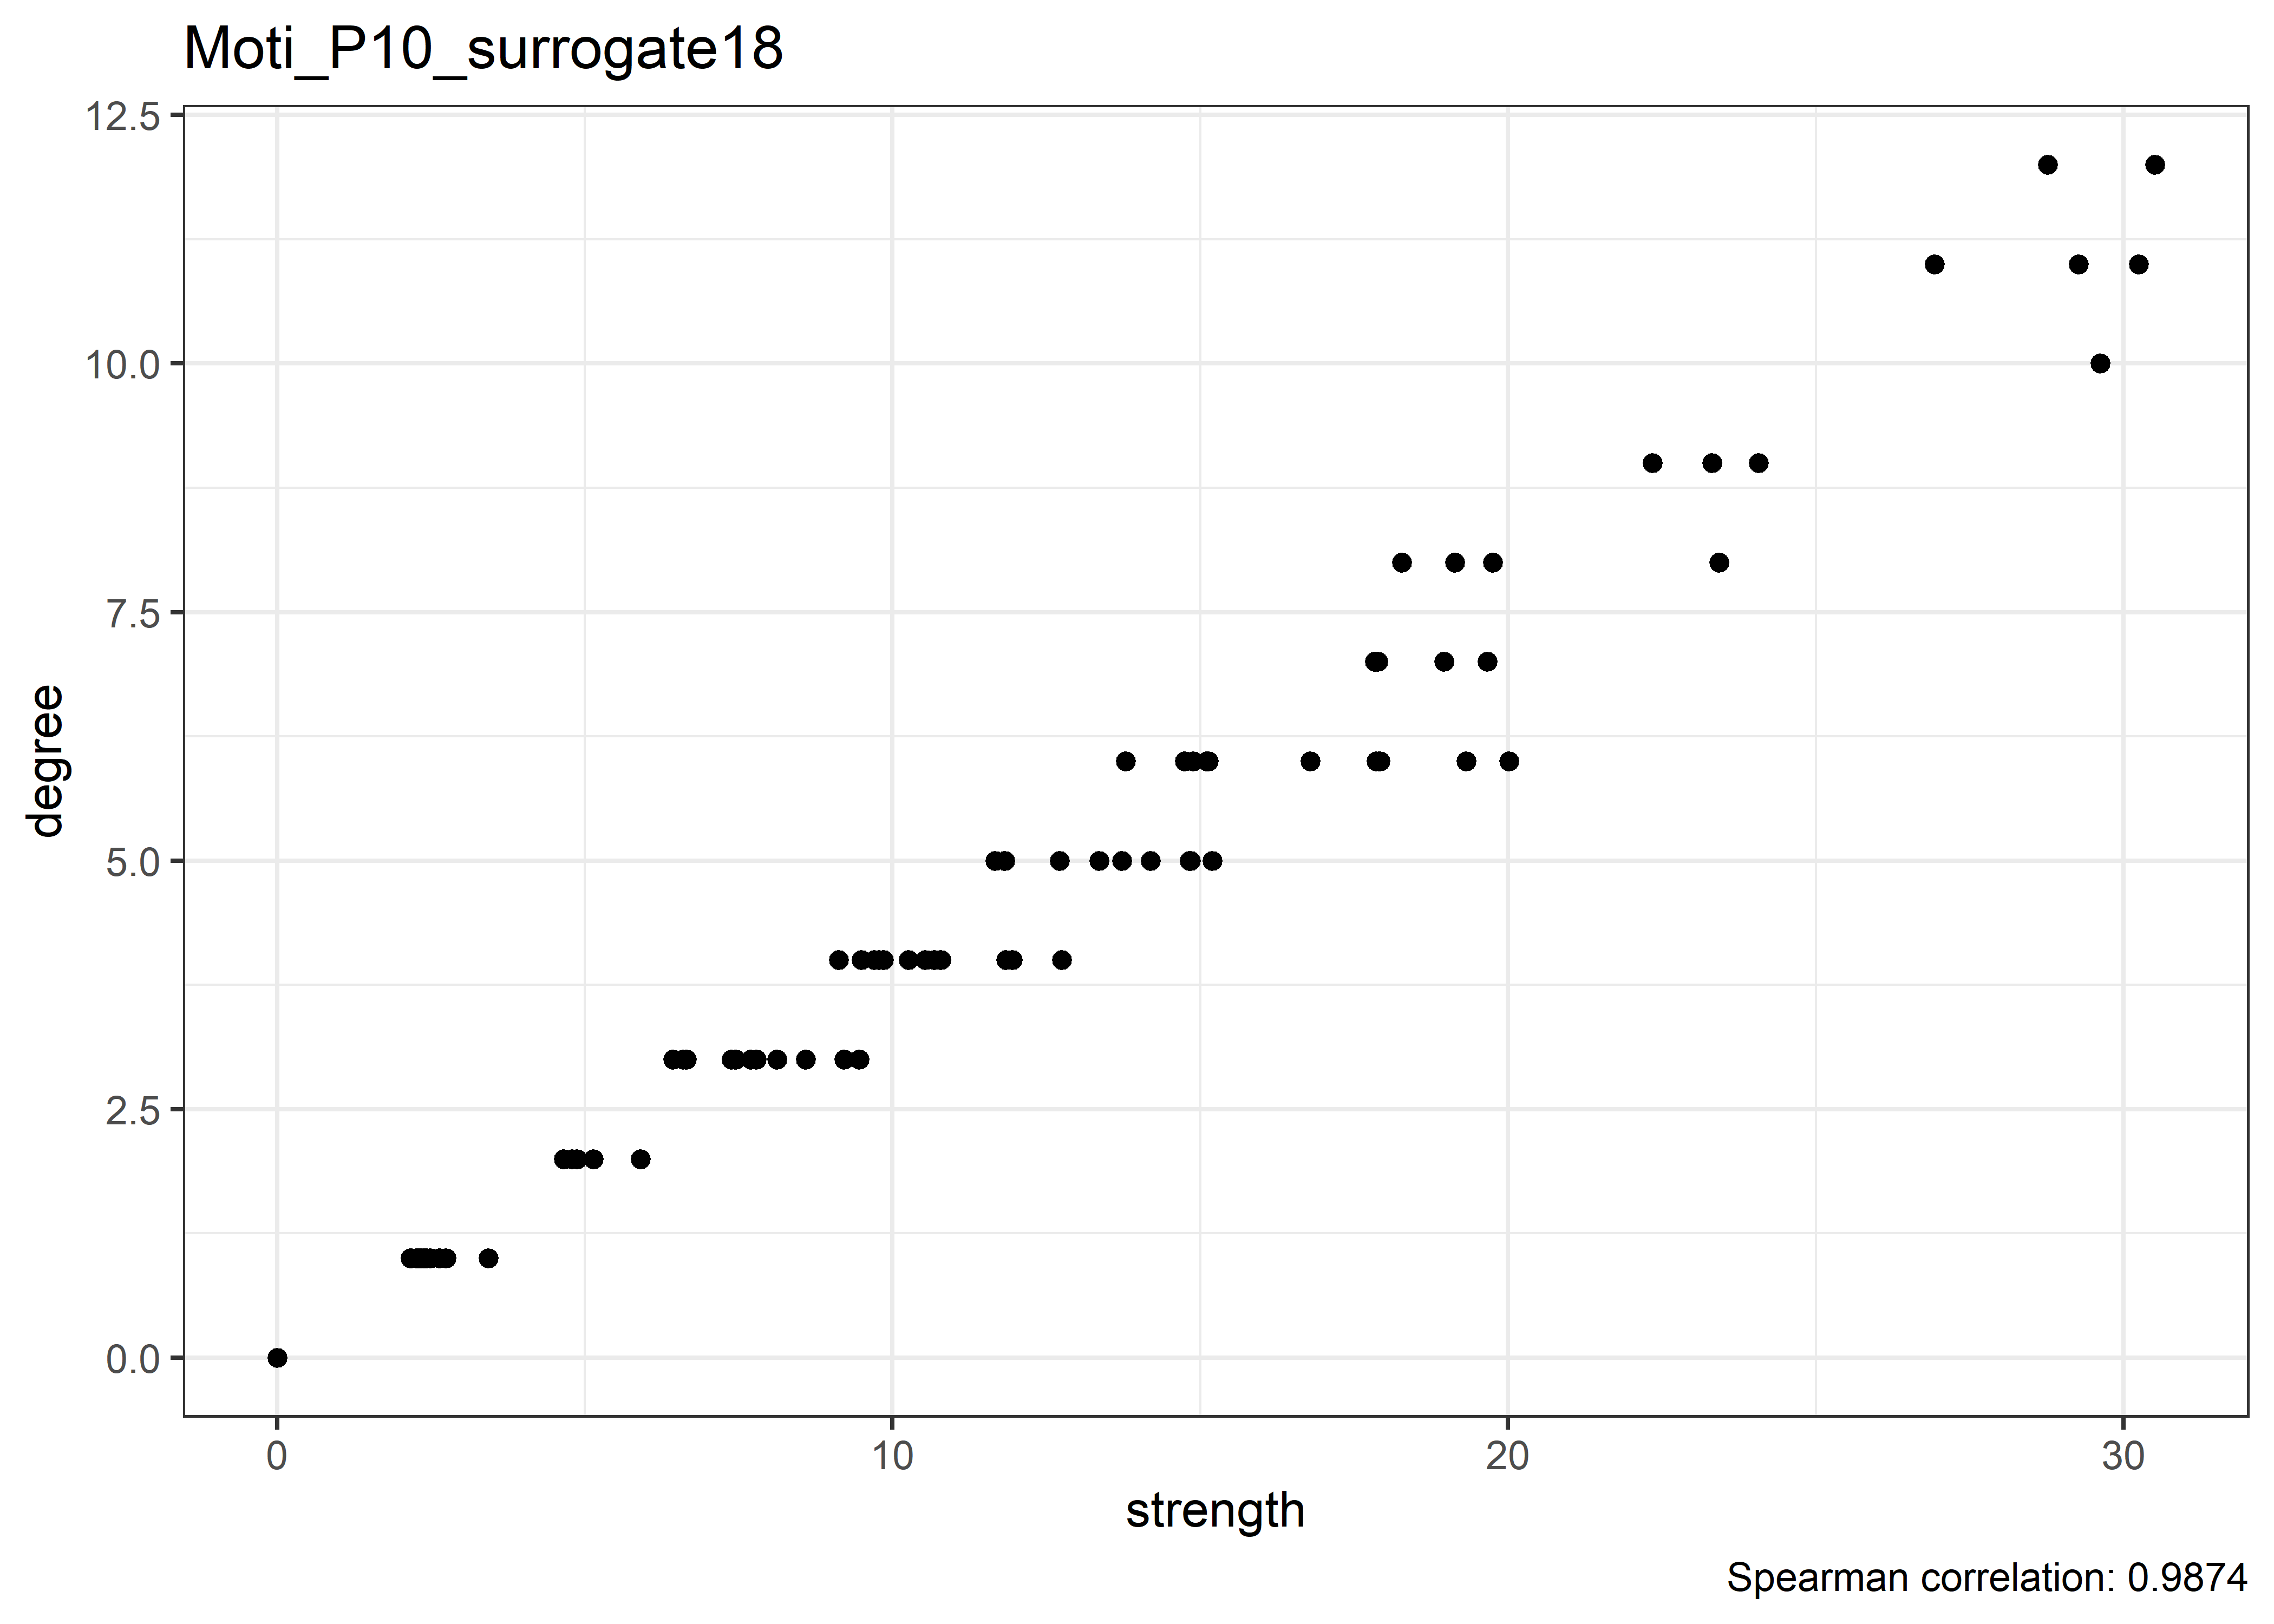 Moti_P10_surrogate18
12.5
10.0
7.5
5.0
2.5
0.0
degree
0 10 20 30
strength
Spearman correlation: 0.9874